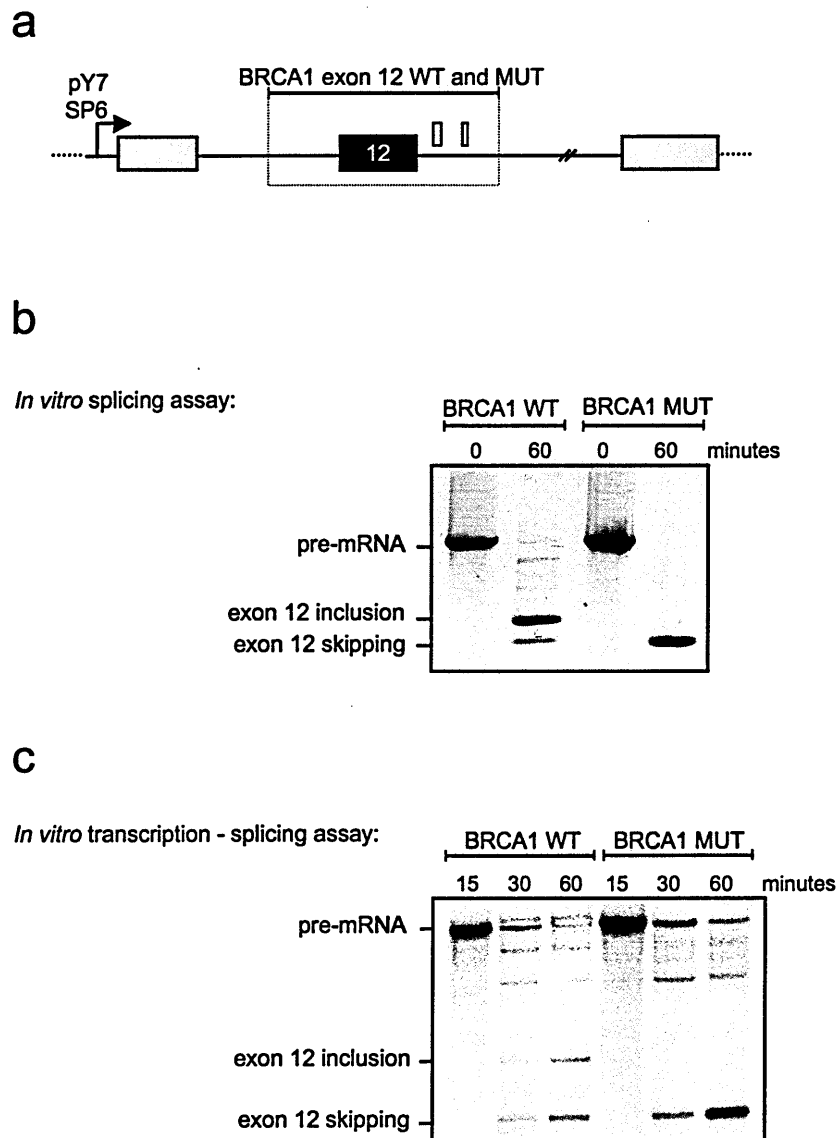 a
BRCA1 exon 12 WT and MUT
pY7
SP6
12
b
In vitro splicing assay:
BRCA1 WT BRCA1 MUT
0 60 0 60 minutes
pre-mRNA
exon 12 inclusion
exon 12 skipping
c
In vitro transcription - splicing assay:
BRCA1 WT BRCA1 MUT
15 30 60 15 30 60 minutes
pre-mRNA
exon 12 inclusion
exon 12 skipping